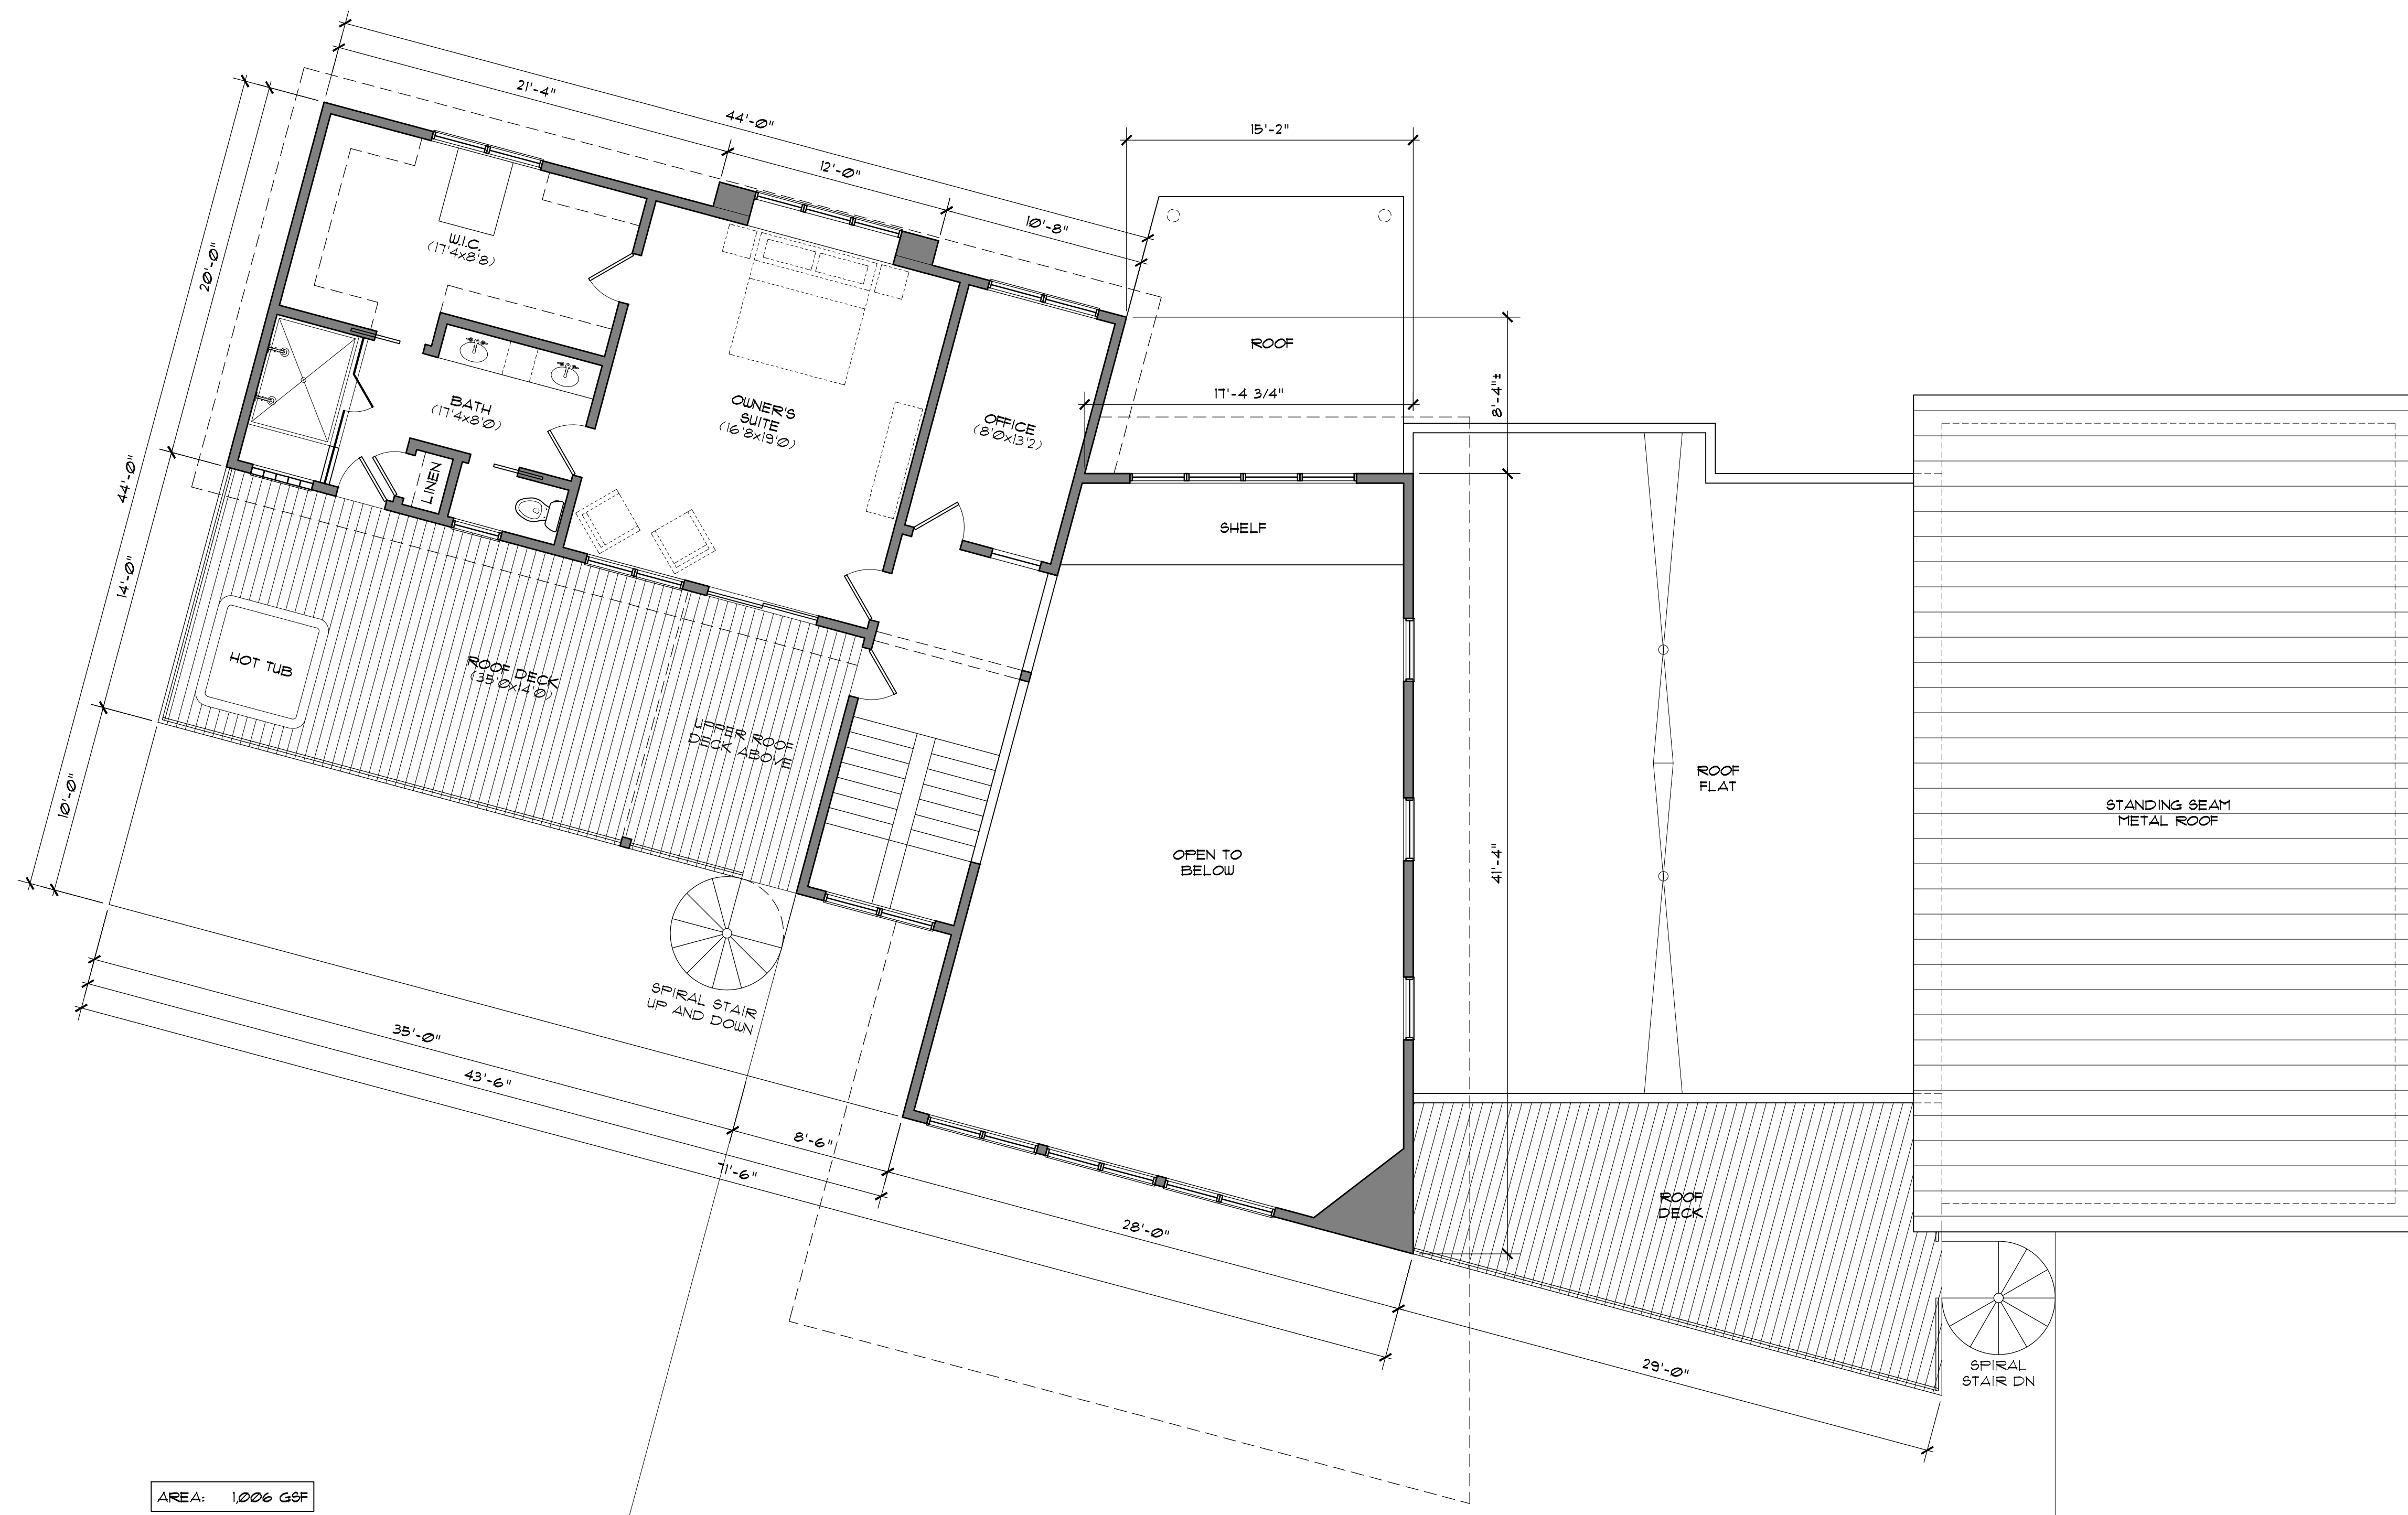 21'-4"
44'-0"
12'-0"
10'-8"
15'-2"
20'-0"
W.I.C.
(17'4x8'8)
ROOF
8'-4"±
17'-4 3/4"
OWNER'S
SUITE
(16'8x19'0)
OFFICE
(8'0x13'2)
BATH
(17'4x8'0)
LINEN
44'-0"
14'-0"
SHELF
HOT TUB
ROOF DECK
(35'0x14'0)
UPPER ROOF
DECK ABOVE
10'-0"
OPEN TO
BELOW
41'-4"
ROOF
FLAT
STANDING SEAM
METAL ROOF
SPIRAL STAIR
UP AND DOWN
35'-0"
43'-6"
8'-6"
71'-6"
28'-0"
ROOF
DECK
29'-0"
SPIRAL
STAIR DN
AREA: 1,006 GSF